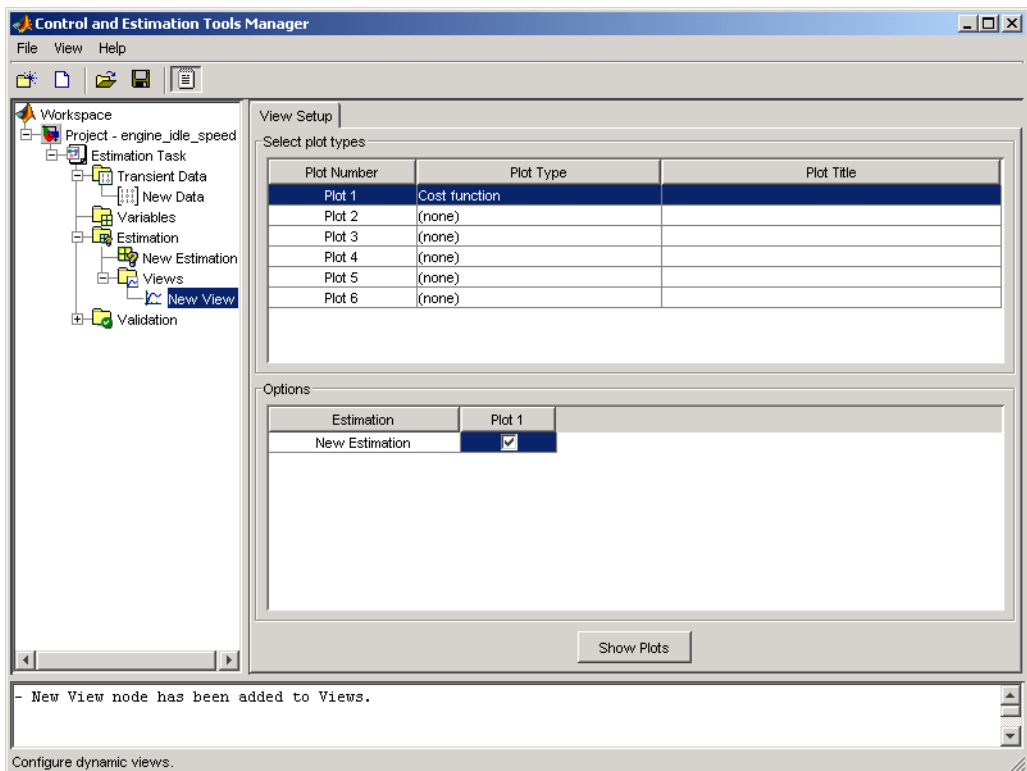 Control and Estimation Tools Manager
File View Help
Workspace
Project - engine_idle_speed
Estimation Task
Transient Data
New Data
Variables
Estimation
New Estimation
Views
New View
Validation
View Setup
Select plot types
Plot Number Plot Type Plot Title
Plot 1 Cost function
Plot 2 (none)
Plot 3 (none)
Plot 4 (none)
Plot 5 (none)
Plot 6 (none)
Options
Estimation Plot 1
New Estimation
Show Plots
- New View node has been added to Views.
Configure dynamic views.